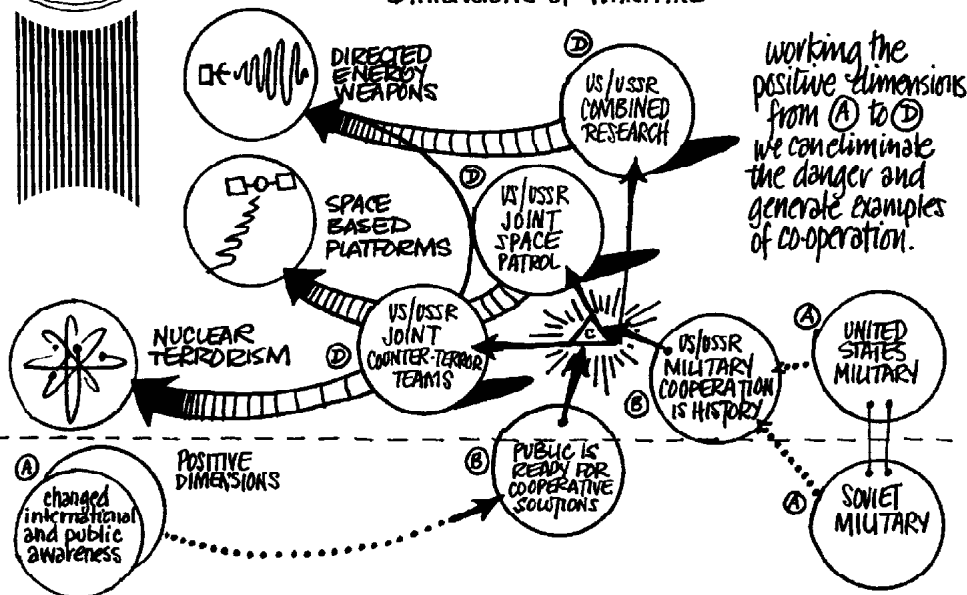 DIRECTED
ENERGY
WEAPONS
D
US/USSR
COMBINED
RESEARCH
working the
positive dimensions
from A to D
we can eliminate
the danger and
generate examples
of co-operation.
SPACE
BASED
PLATFORMS
D
US/USSR
JOINT
SPACE
PATROL
NUCLEAR
TERRORISM
D
US/USSR
JOINT
COUNTER-TERROR
TEAMS
C
US/USSR
MILITARY
COOPERATION
IS HISTORY
B
A
UNITED
STATES
MILITARY
A
changed
international
and public
awareness
POSITIVE
DIMENSIONS
B
PUBLIC IS
READY FOR
COOPERATIVE
SOLUTIONS
A
SOVIET
MILITARY